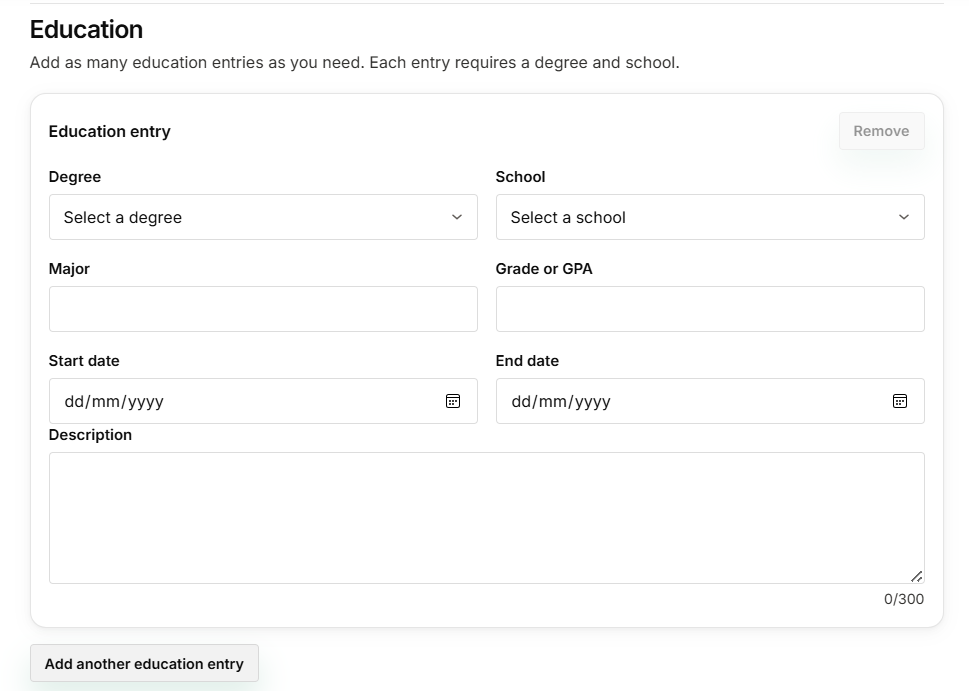 Education
Add as many education entries as you need. Each entry requires a degree and school.
Education entry
Remove
Degree
School
Select a degree
Select a school
Major
Grade or GPA
Start date
End date
dd/mm/yyyy
dd/mm/yyyy
Description
0/300
Add another education entry